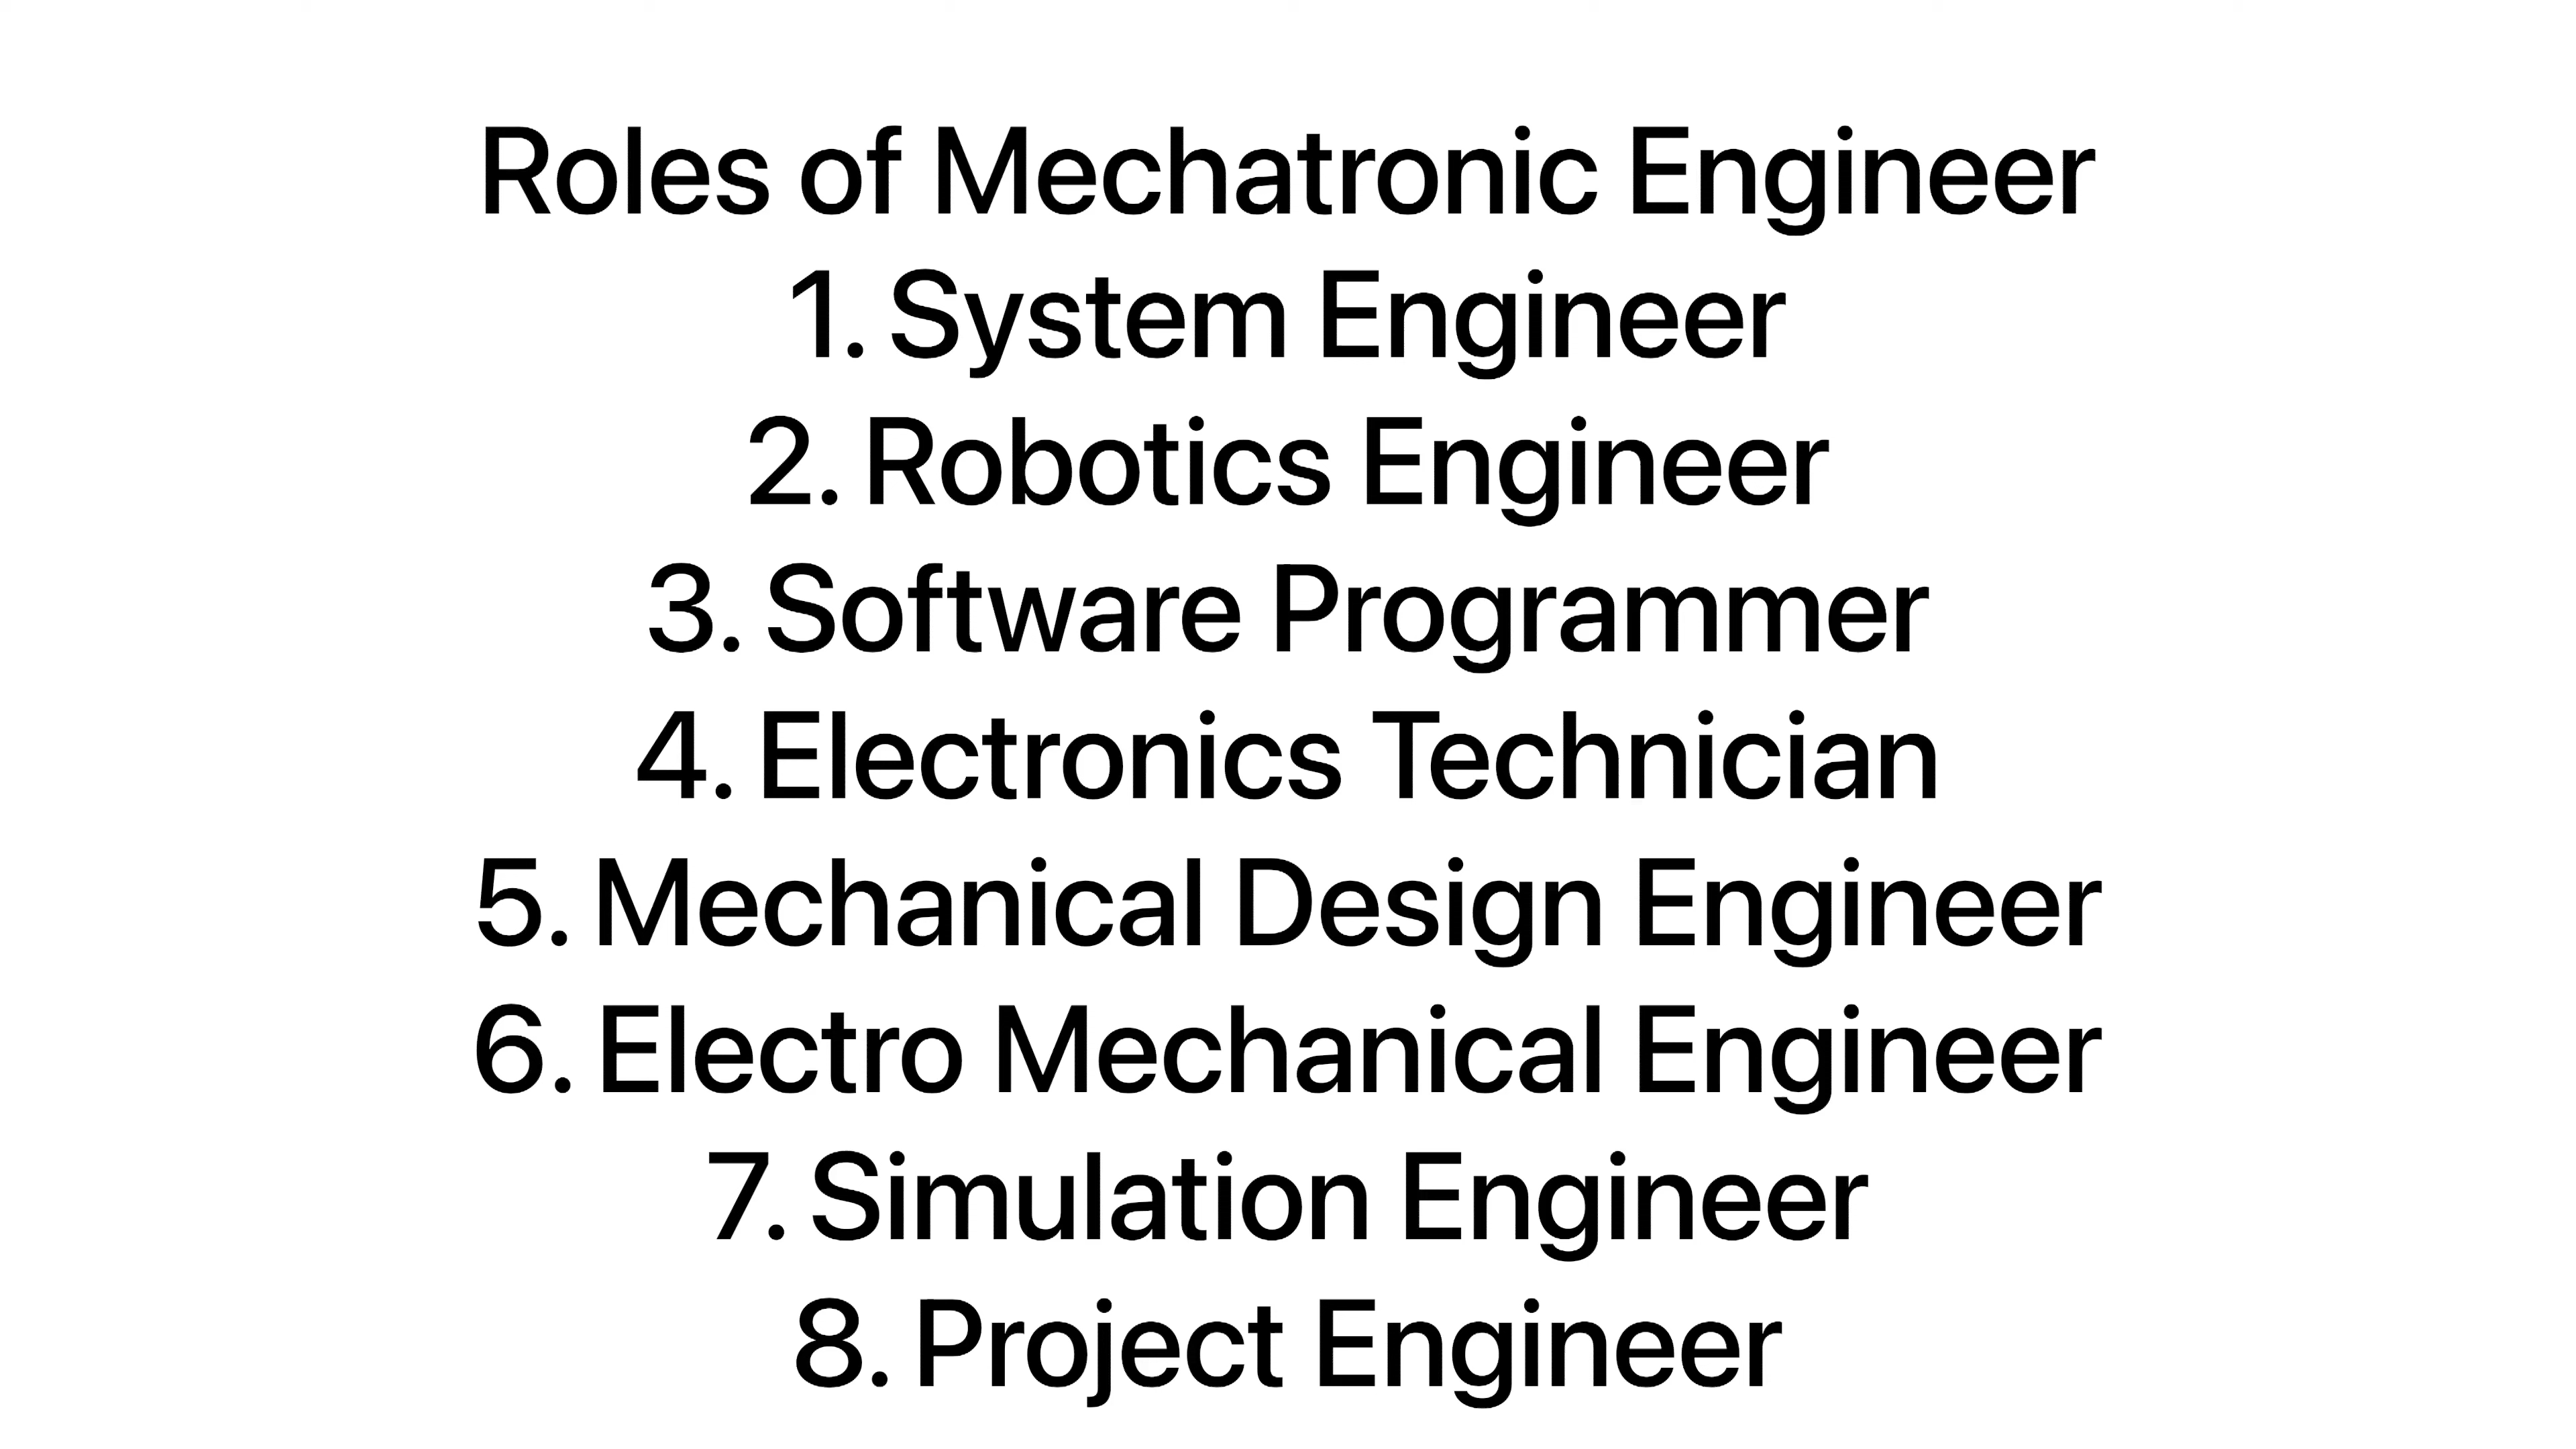 Roles of Mechatronic Engineer
1. System Engineer
2. Robotics Engineer
3. Software Programmer
4. Electronics Technician
5. Mechanical Design Engineer
6. Electro Mechanical Engineer
7. Simulation Engineer
8. Project Engineer